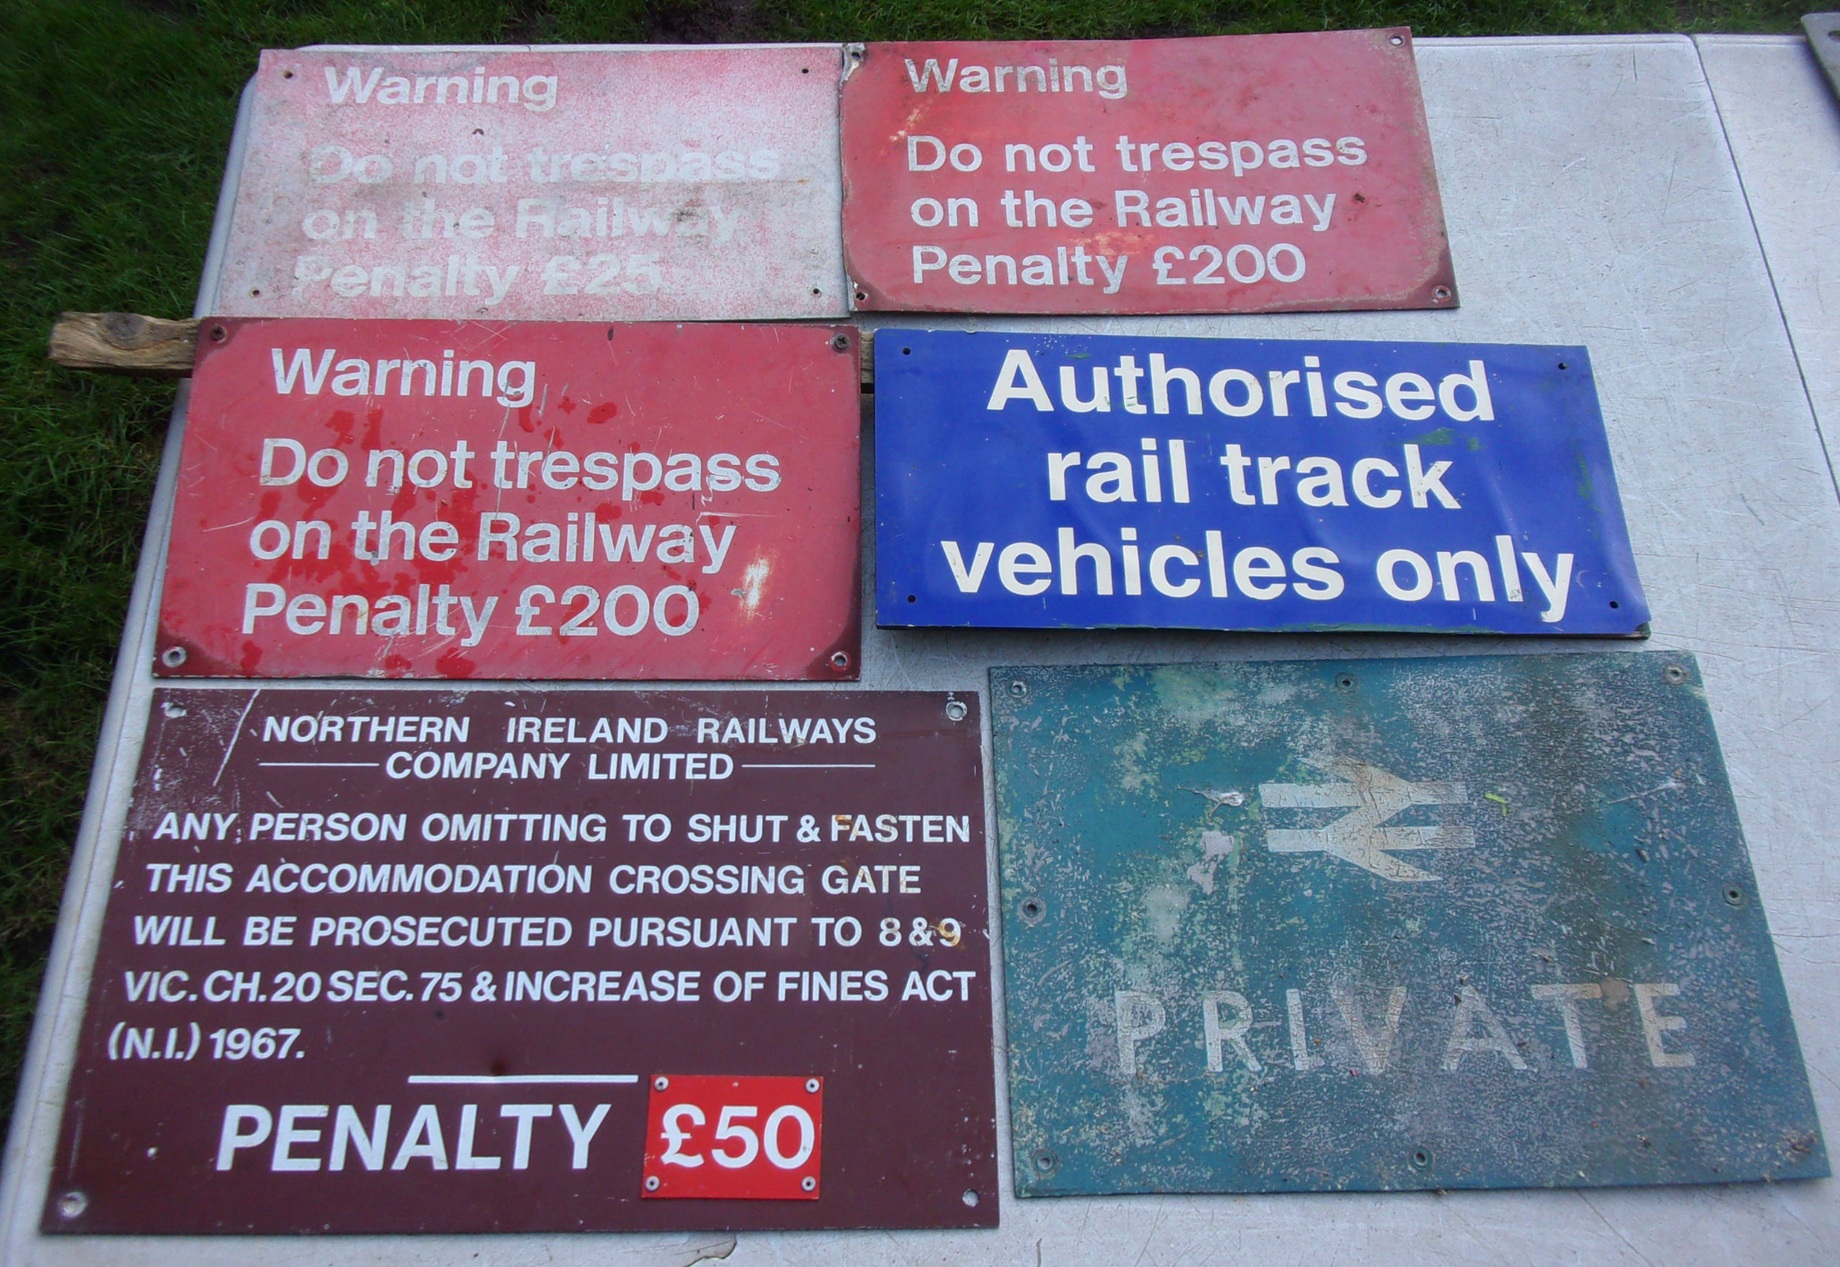 Warning
Do not trespass
on the Railway
Penalty £25
Warning
Do not trespass
on the Railway
Penalty £200
Warning
Do not trespass
on the Railway
Penalty £200
Authorised
rail track
vehicles only
NORTHERN IRELAND RAILWAYS
COMPANY LIMITED
ANY PERSON OMITTING TO SHUT & FASTEN
THIS ACCOMMODATION CROSSING GATE
WILL BE PROSECUTED PURSUANT TO 8 & 9
VIC. CH. 20 SEC. 75 & INCREASE OF FINES ACT
(N.I.) 1967.
PENALTY £50
PRIVATE